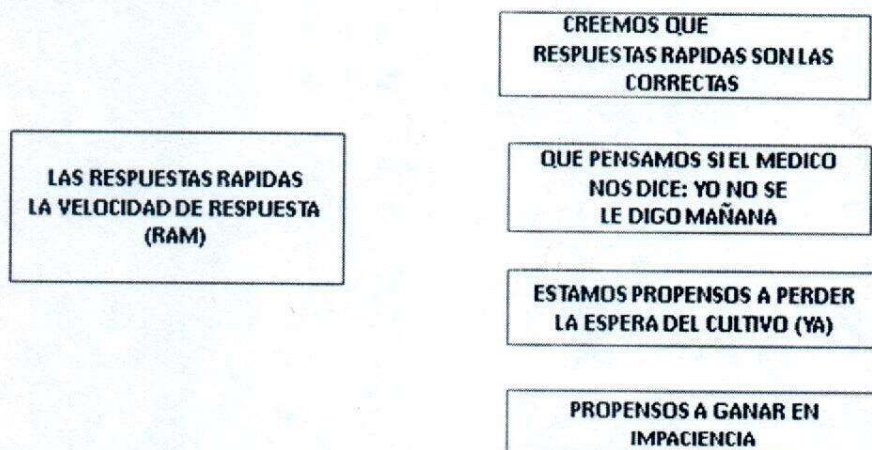 LAS RESPUESTAS RAPIDAS
LA VELOCIDAD DE RESPUESTA
(RAM)
CREEMOS QUE
RESPUESTAS RAPIDAS SON LAS
CORRECTAS
QUE PENSAMOS SI EL MEDICO
NOS DICE: YO NO SE
LE DIGO MAÑANA
ESTAMOS PROPENSOS A PERDER
LA ESPERA DEL CULTIVO (YA)
PROPENSOS A GANAR EN
IMPACIENCIA